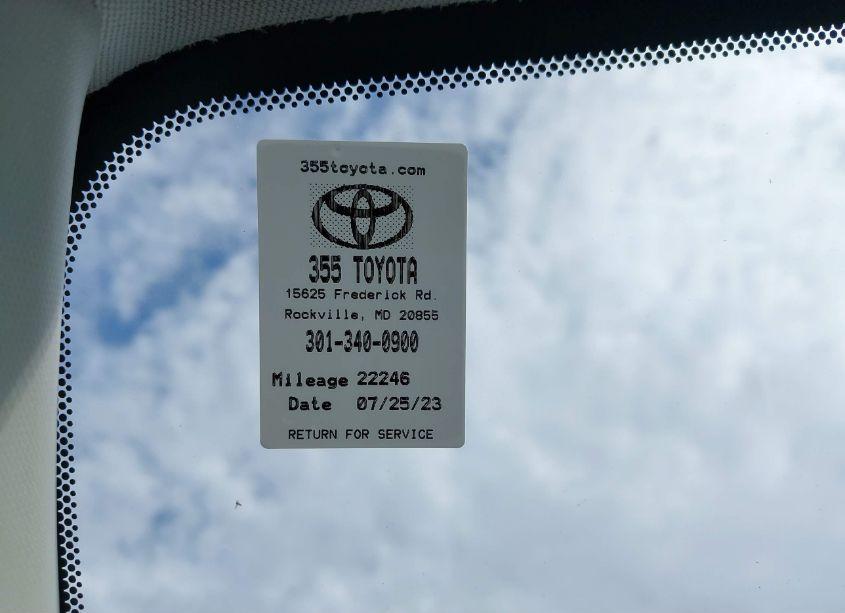 355toyota.com
355 TOYOTA
15625 Frederick Rd.
Rockville, MD 20855
301-340-0900
Mileage 22246
Date 07/25/23
RETURN FOR SERVICE